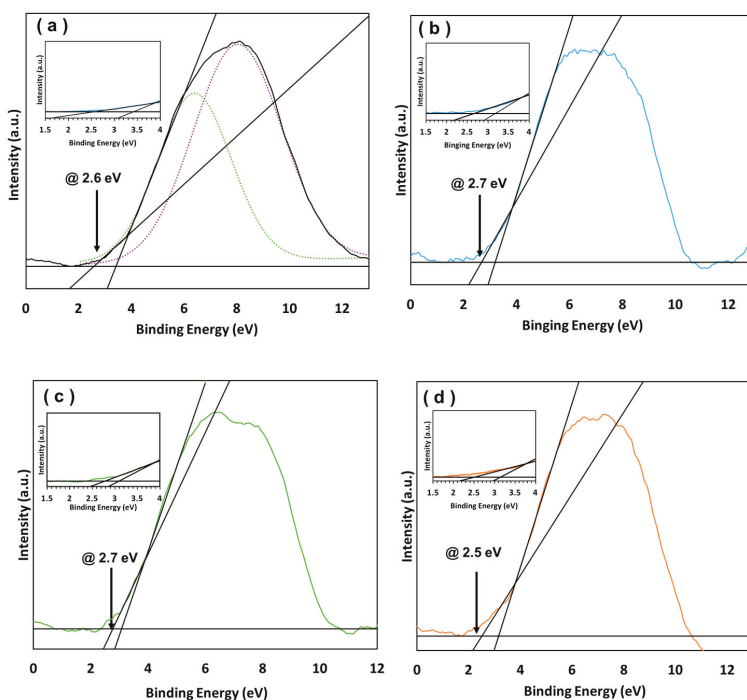 ( a )
Intensity (a.u.)
1.5 2 2.5 3 3.5 4
Binding Energy (eV)
@ 2.6 eV
Intensity (a.u.)
0 2 4 6 8 10 12
Binding Energy (eV)
( b )
Intensity (a.u.)
1.5 2 2.5 3 3.5 4
Binging Energy (eV)
@ 2.7 eV
Intensity (a.u.)
0 2 4 6 8 10 12
Binging Energy (eV)
( c )
Intensity (a.u.)
1.5 2 2.5 3 3.5 4
Binding Energy (eV)
@ 2.7 eV
Intensity (a.u.)
0 2 4 6 8 10 12
Binding Energy (eV)
( d )
Intensity (a.u.)
1.5 2 2.5 3 3.5 4
Binding Energy (eV)
@ 2.5 eV
Intensity (a.u.)
0 2 4 6 8 10 12
Binding Energy (eV)